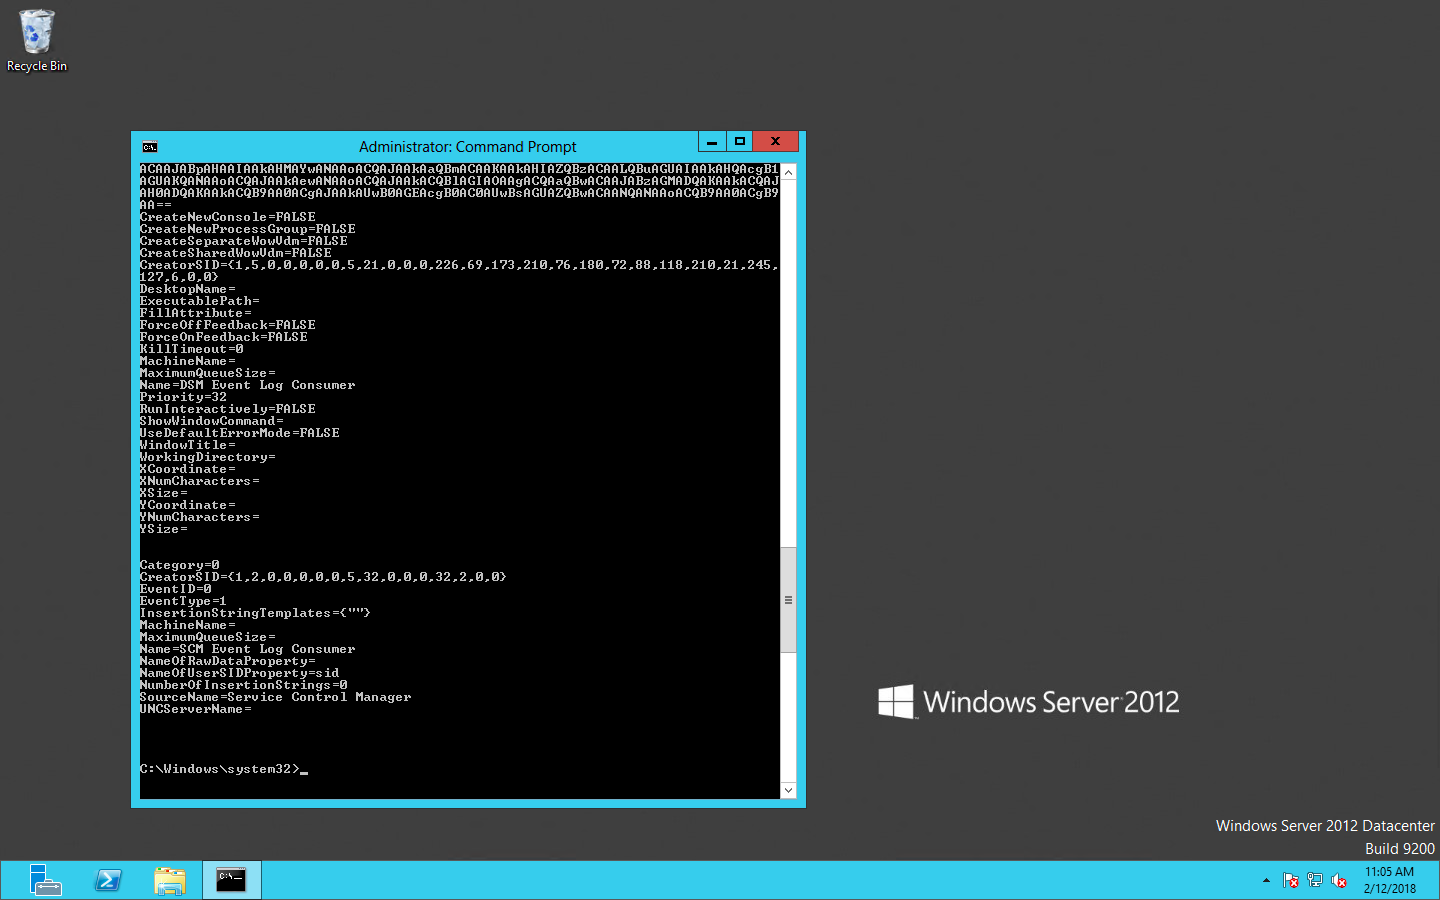 Recycle Bin
Administrator: Command Prompt
ACAAJABpAHAAIAAkAHMAYwANAAoACQAJAAkAaQBmACAAKAAkAHIAZQBzACAALQBuAGUAIAAkAHQAcgB1
AGUAKQANAAoACQAJAAkAewANAAoACQAJAAkACQBlAGIAOAAgACQAaQBwACAAJABzAGMADQAKAAkACQAJ
AH0ADQAKAAkACQB9AA0ACgAJAAkAUwB0AGEAcgB0AC0AUwBsAGUAZQBwACAANQANAAoACQB9AA0ACgB9
AA==
CreateNewConsole=FALSE
CreateNewProcessGroup=FALSE
CreateSeparateWowVdm=FALSE
CreateSharedWowVdm=FALSE
CreatorSID={1,5,0,0,0,0,0,5,21,0,0,0,226,69,173,210,76,180,72,88,118,210,21,245,
127,6,0,0}
DesktopName=
ExecutablePath=
FillAttribute=
ForceOffFeedback=FALSE
ForceOnFeedback=FALSE
KillTimeout=0
MachineName=
MaximumQueueSize=
Name=DSM Event Log Consumer
Priority=32
RunInteractively=FALSE
ShowWindowCommand=
UseDefaultErrorMode=FALSE
WindowTitle=
WorkingDirectory=
XCoordinate=
XNumCharacters=
XSize=
YCoordinate=
YNumCharacters=
YSize=
Category=0
CreatorSID={1,2,0,0,0,0,0,5,32,0,0,0,32,2,0,0}
EventID=0
EventType=1
InsertionStringTemplates={""}
MachineName=
MaximumQueueSize=
Name=SCM Event Log Consumer
NameOfRawDataProperty=
NameOfUserSIDProperty=sid
NumberOfInsertionStrings=0
SourceName=Service Control Manager
UNCServerName=
C:\Windows\system32>_
Windows Server 2012
Windows Server 2012 Datacenter
Build 9200
11:05 AM
2/12/2018